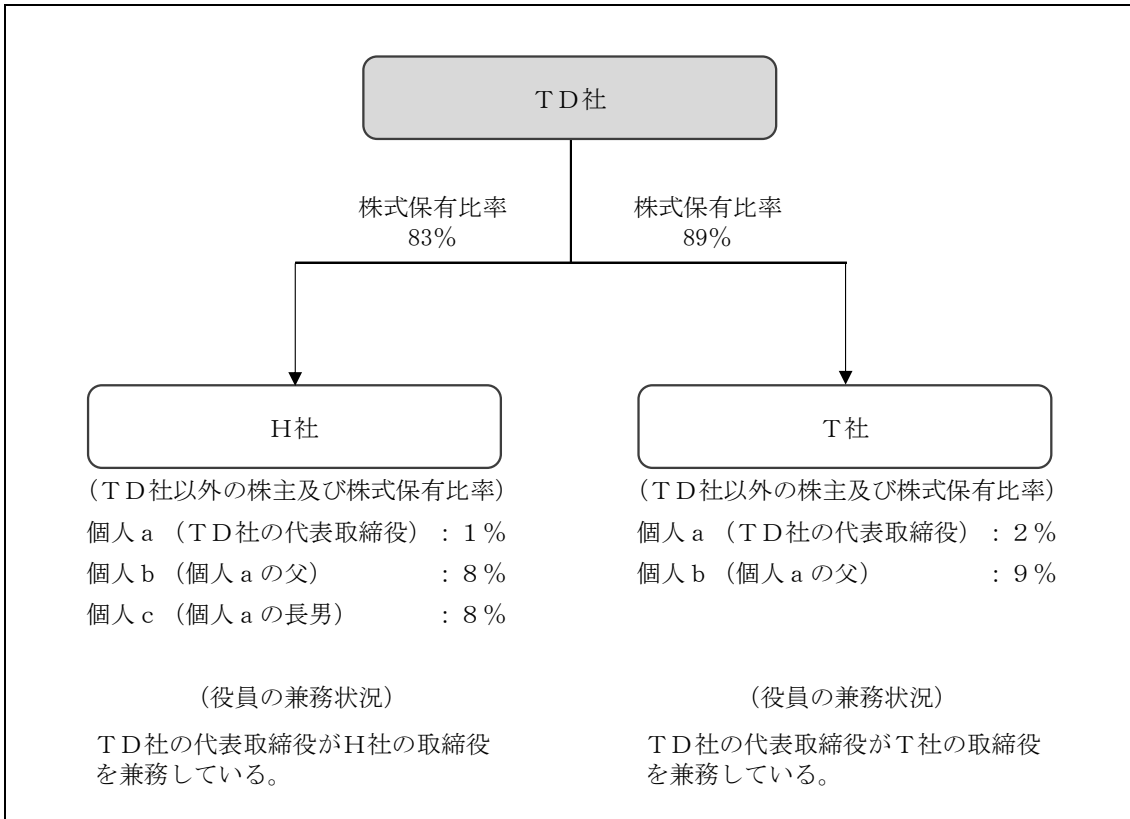 ＴＤ社
株式保有比率
83％
株式保有比率
89％
Ｈ社
（ＴＤ社以外の株主及び株式保有比率）
個人ａ（ＴＤ社の代表取締役）：１％
個人ｂ（個人ａの父）：８％
個人ｃ（個人ａの長男）：８％
（役員の兼務状況）
ＴＤ社の代表取締役がＨ社の取締役
を兼務している。
Ｔ社
（ＴＤ社以外の株主及び株式保有比率）
個人ａ（ＴＤ社の代表取締役）：２％
個人ｂ（個人ａの父）：９％
（役員の兼務状況）
ＴＤ社の代表取締役がＴ社の取締役
を兼務している。